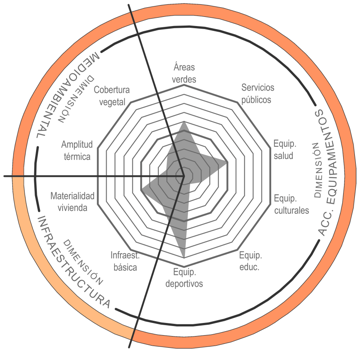 DIMENSIÓN
MEDIOAMBIENTAL
Áreas
verdes
Cobertura
vegetal
Servicios
públicos
Amplitud
térmica
Equip.
salud
DIMENSIÓN
ACC. EQUIPAMENTOS
Materialidad
vivienda
Equip.
culturales
Infraest.
básica
Equip.
deportivos
Equip.
educ.
DIMENSIÓN
INFRAESTRUCTURA